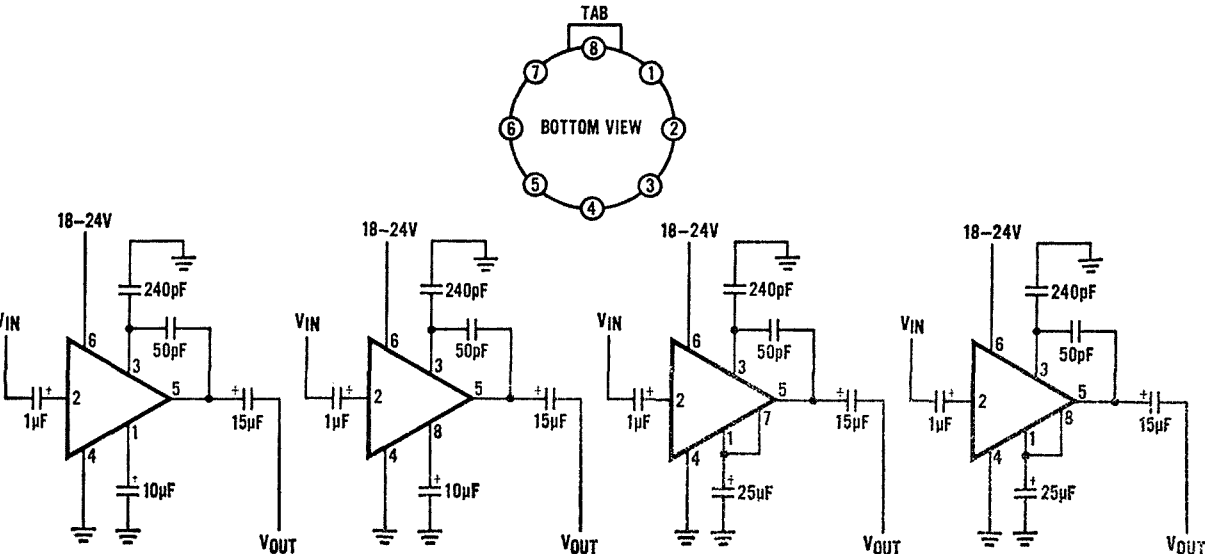 TAB
8
7
1
6
BOTTOM VIEW
2
5
3
4
18–24V
240pF
VIN
6
50pF
3
2
5
1µF
+
+
15µF
1
4
+
10µF
VOUT
18–24V
240pF
VIN
6
50pF
3
2
5
1µF
+
+
15µF
8
4
+
10µF
VOUT
18–24V
240pF
VIN
6
50pF
3
2
5
1µF
+
+
15µF
7
1
4
+
25µF
VOUT
18–24V
240pF
VIN
6
50pF
3
2
5
1µF
+
+
15µF
8
1
4
+
25µF
VOUT